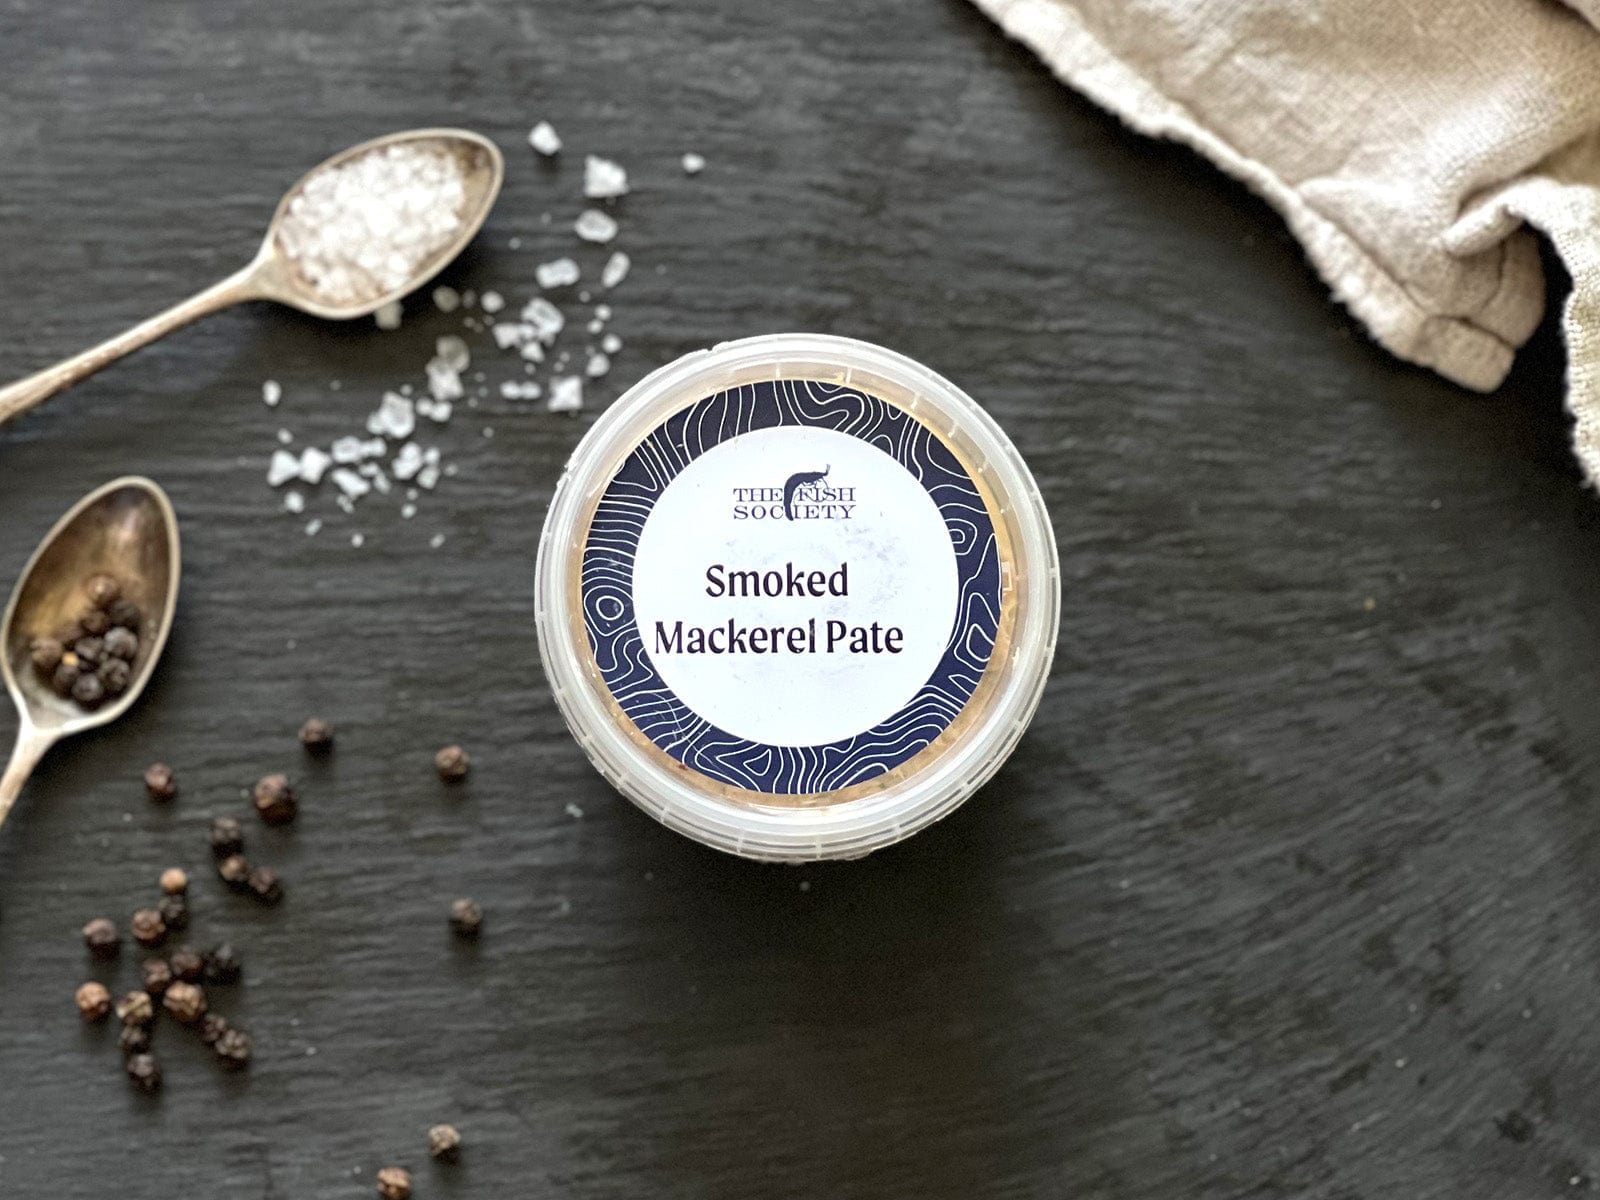 THE FISH
SOCIETY
Smoked
Mackerel Pate